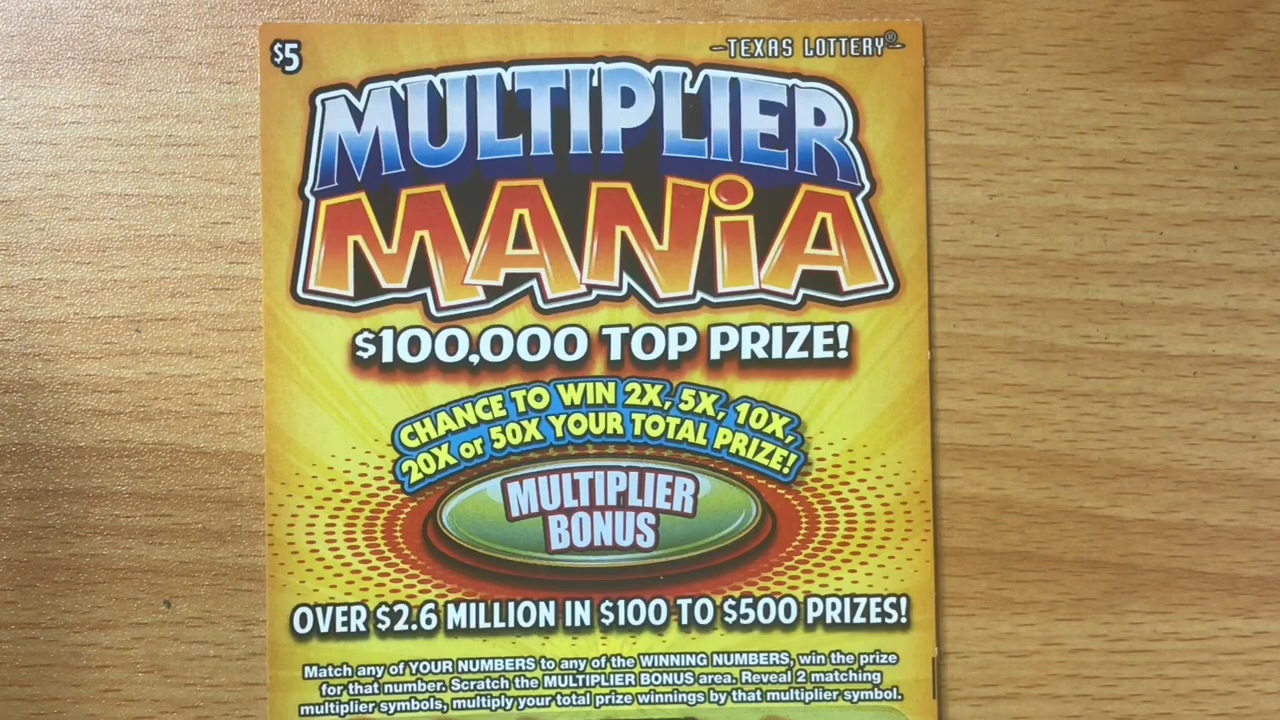 $5
TEXAS LOTTERY®
MULTIPLIER
MANiA
$100,000 TOP PRIZE!
CHANCE TO WIN 2X, 5X, 10X,
20X or 50X YOUR TOTAL PRIZE!
MULTIPLIER
BONUS
OVER $2.6 MILLION IN $100 TO $500 PRIZES!
Match any of YOUR NUMBERS to any of the WINNING NUMBERS, win the prize
for that number. Scratch the MULTIPLIER BONUS area. Reveal 2 matching
multiplier symbols, multiply your total prize winnings by that multiplier symbol.